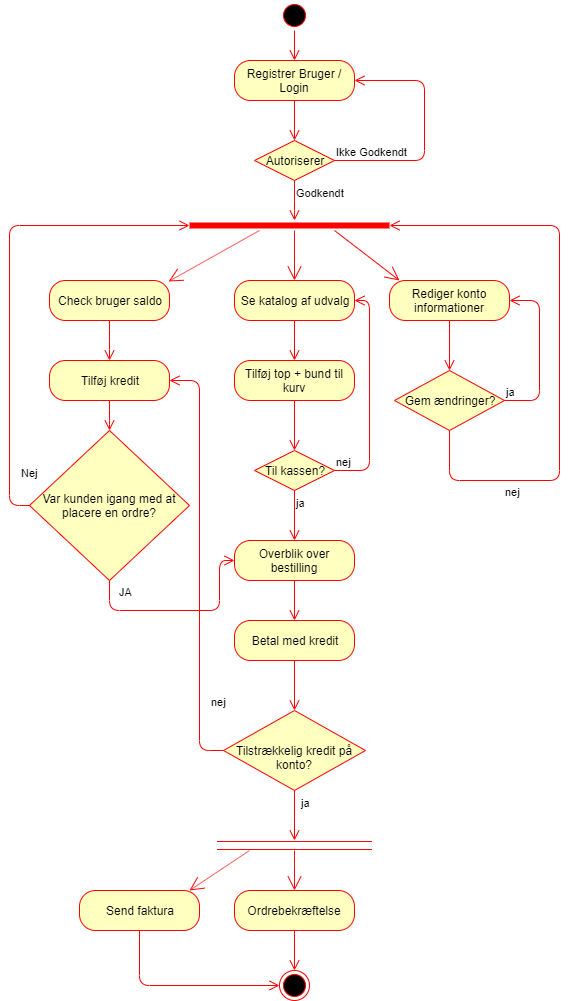 Registrer Bruger /
Login
Ikke Godkendt
Autoriserer
Godkendt
Check bruger saldo
Se katalog af udvalg
Rediger konto
informationer
Tilføj kredit
Tilføj top + bund til
kurv
Gem ændringer?
ja
Nej
Til kassen?
nej
Var kunden igang med at
placere en ordre?
ja
nej
Overblik over
bestilling
JA
Betal med kredit
nej
Tilstrækkelig kredit på
konto?
ja
Send faktura
Ordrebekræftelse